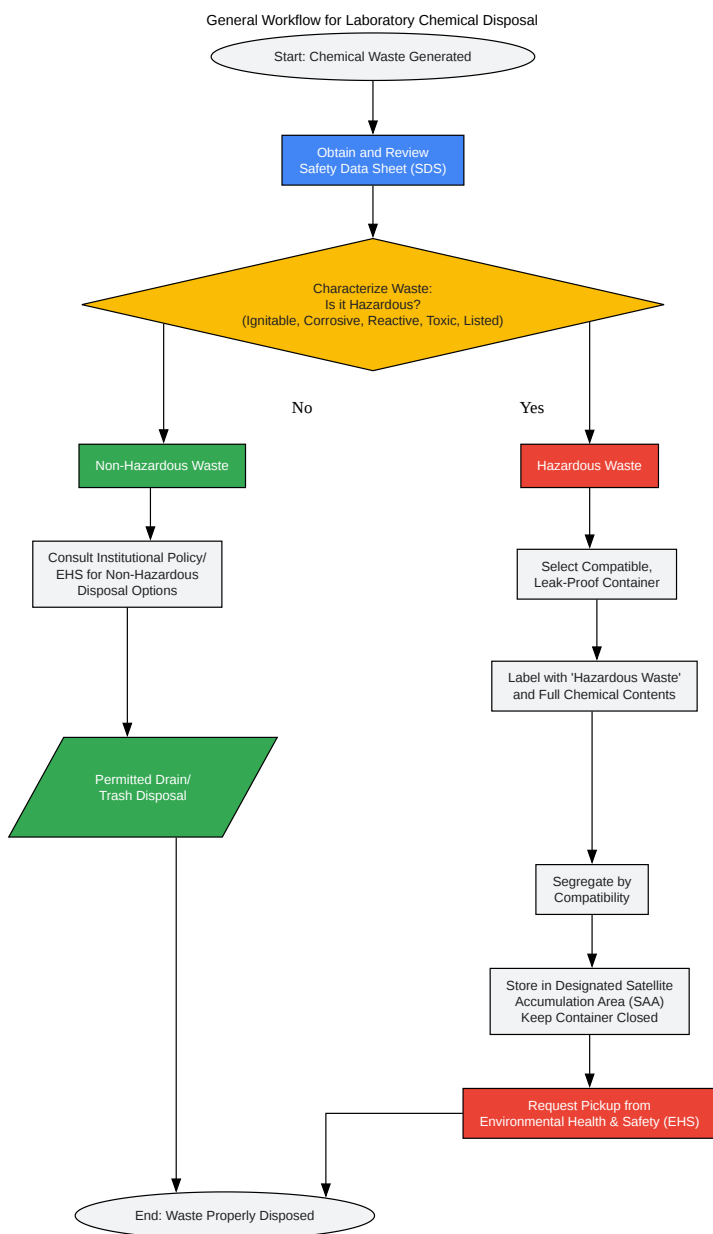 General Workflow for Laboratory Chemical Disposal
Start: Chemical Waste Generated
Obtain and Review
Safety Data Sheet (SDS)
Characterize Waste:
Is it Hazardous?
(Ignitable, Corrosive, Reactive, Toxic, Listed)
No
Yes
Non-Hazardous Waste
Hazardous Waste
Consult Institutional Policy/
EHS for Non-Hazardous
Disposal Options
Select Compatible,
Leak-Proof Container
Label with 'Hazardous Waste'
and Full Chemical Contents
Permitted Drain/
Trash Disposal
Segregate by
Compatibility
Store in Designated Satellite
Accumulation Area (SAA)
Keep Container Closed
Request Pickup from
Environmental Health & Safety (EHS)
End: Waste Properly Disposed